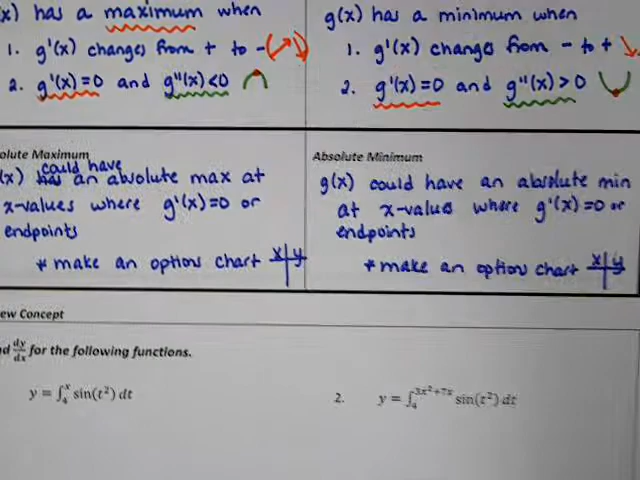 (x) has a maximum when
1. g'(x) changes from + to -
2. g'(x)=0 and g"(x)<0
g(x) has a minimum when
1. g'(x) changes from - to +
2. g'(x)=0 and g"(x)>0
olute Maximum
could have
(x) has an absolute max at
x-values where g'(x)=0 or
endpoints
* make an options chart x y
Absolute Minimum
g(x) could have an absolute min
at x-values where g'(x)=0 or
endpoints
* make an options chart x y
ew Concept
d dy/dx for the following functions.
y = ∫₄ˣ sin(t²) dt
2. y = ∫₄^(3x²+7x) sin(t²) dt